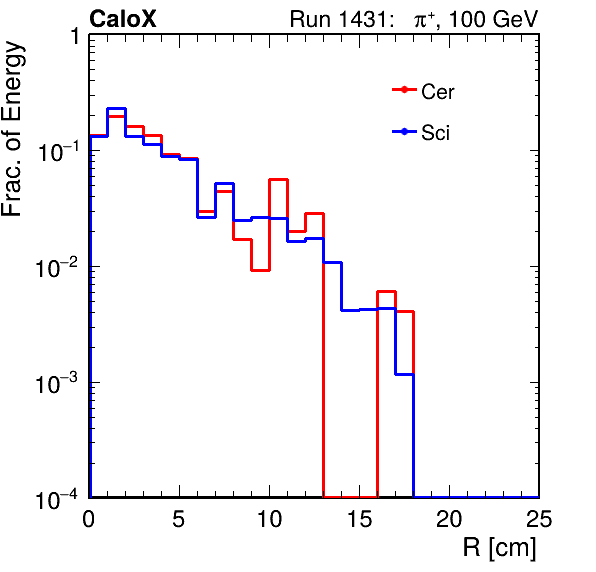 CaloX Run 1431: π⁺, 100 GeV
Frac. of Energy
1
10⁻¹
10⁻²
10⁻³
10⁻⁴
Cer
Sci
0 5 10 15 20 25
R [cm]